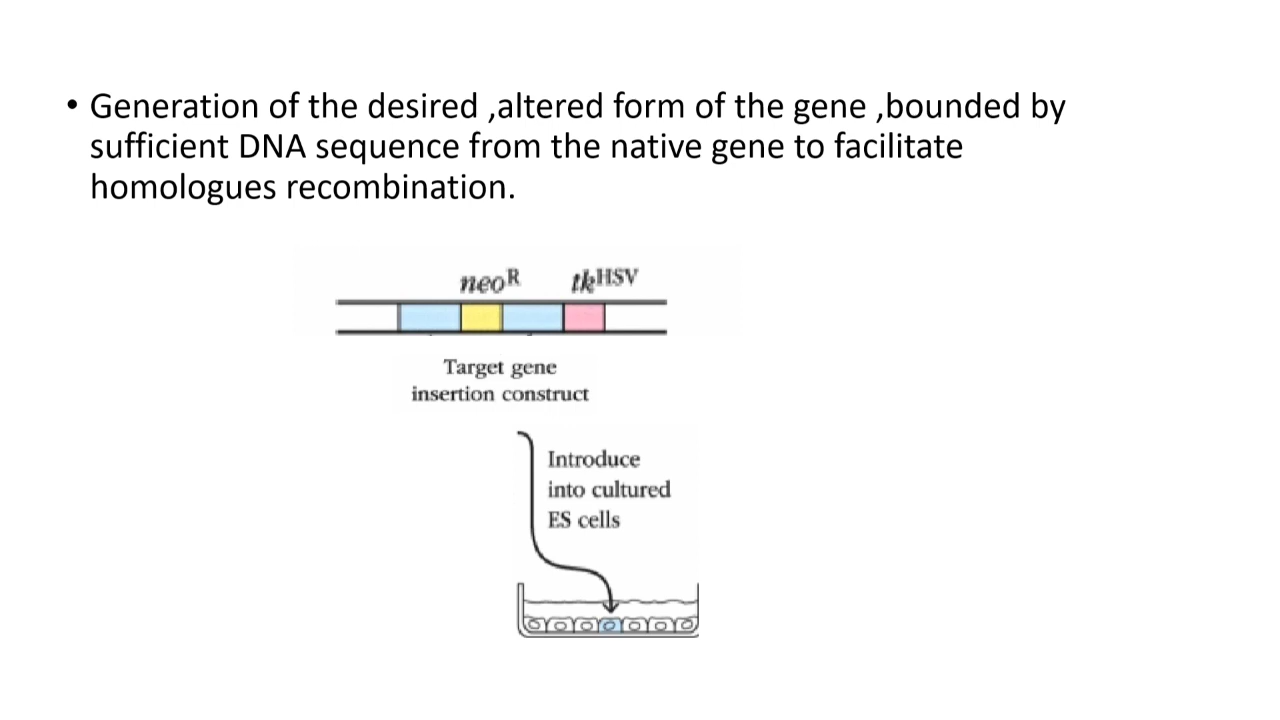 • Generation of the desired ,altered form of the gene ,bounded by
sufficient DNA sequence from the native gene to facilitate
homologues recombination.
neoR tkHSV
Target gene
insertion construct
Introduce
into cultured
ES cells